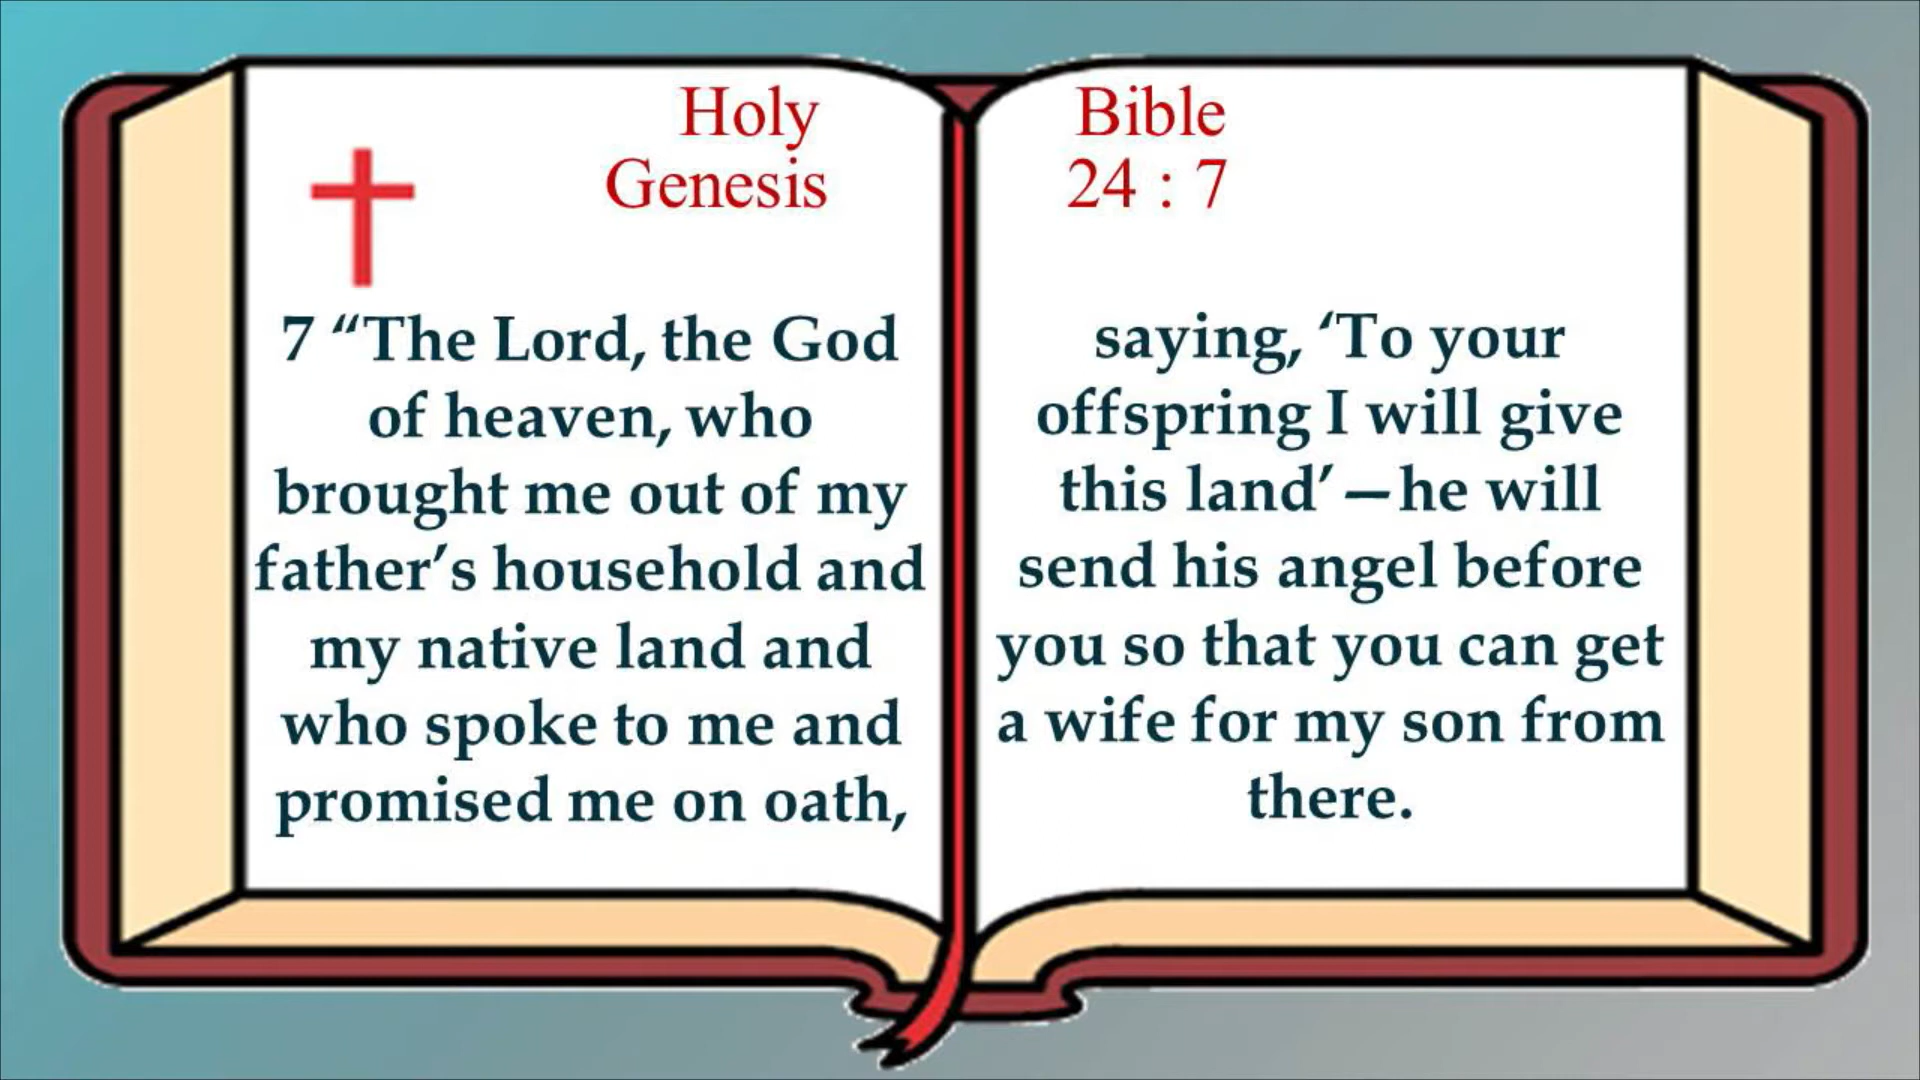 Holy Bible
Genesis 24 : 7
7 “The Lord, the God
of heaven, who
brought me out of my
father’s household and
my native land and
who spoke to me and
promised me on oath,
saying, ‘To your
offspring I will give
this land’—he will
send his angel before
you so that you can get
a wife for my son from
there.